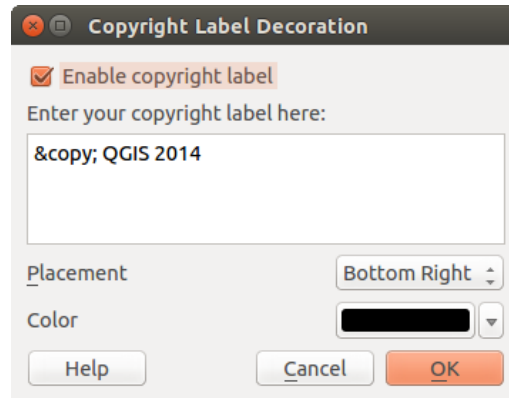 Copyright Label Decoration
Enable copyright label
Enter your copyright label here:
&copy; QGIS 2014
Placement
Bottom Right
Color
Help
Cancel
OK